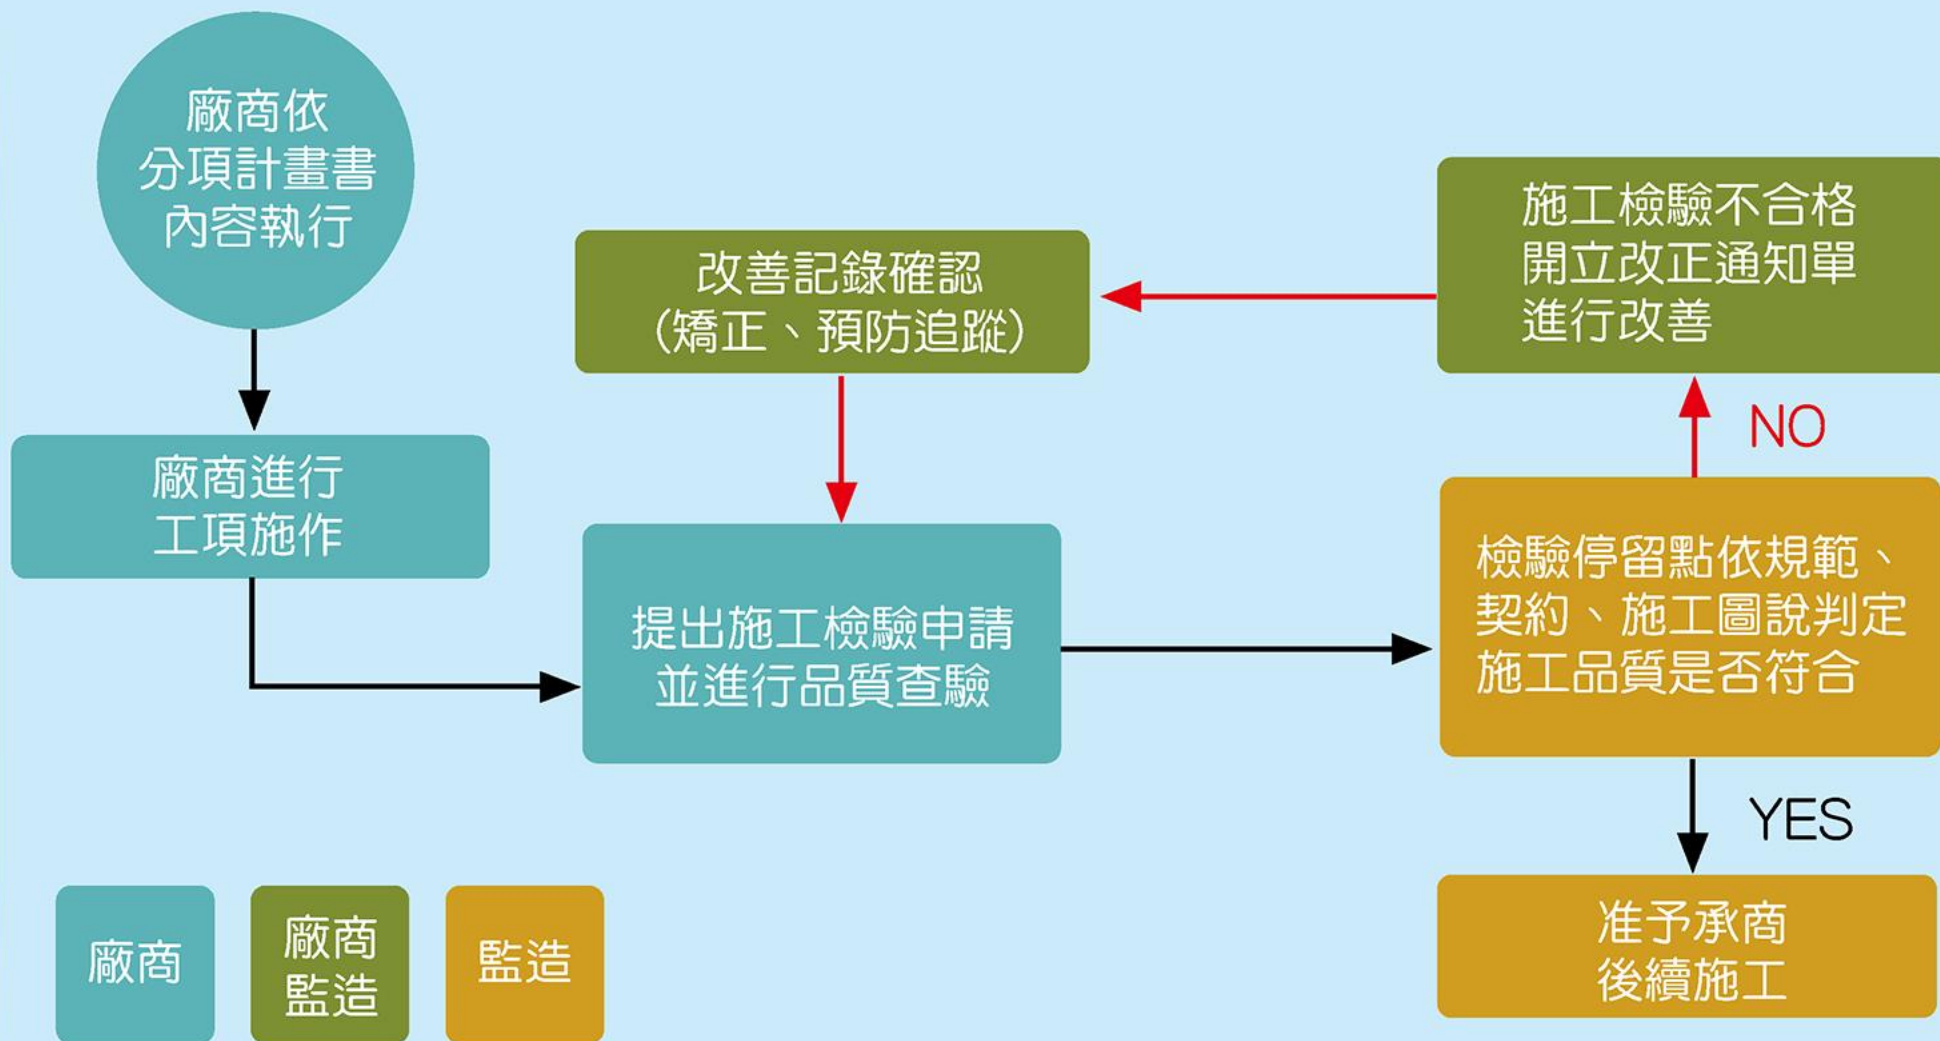 廠商依
分項計畫書
內容執行
廠商進行
工項施作
改善記錄確認
(矯正、預防追蹤)
提出施工檢驗申請
並進行品質查驗
施工檢驗不合格
開立改正通知單
進行改善
NO
檢驗停留點依規範、
契約、施工圖說判定
施工品質是否符合
YES
准予承商
後續施工
廠商
廠商
監造
監造